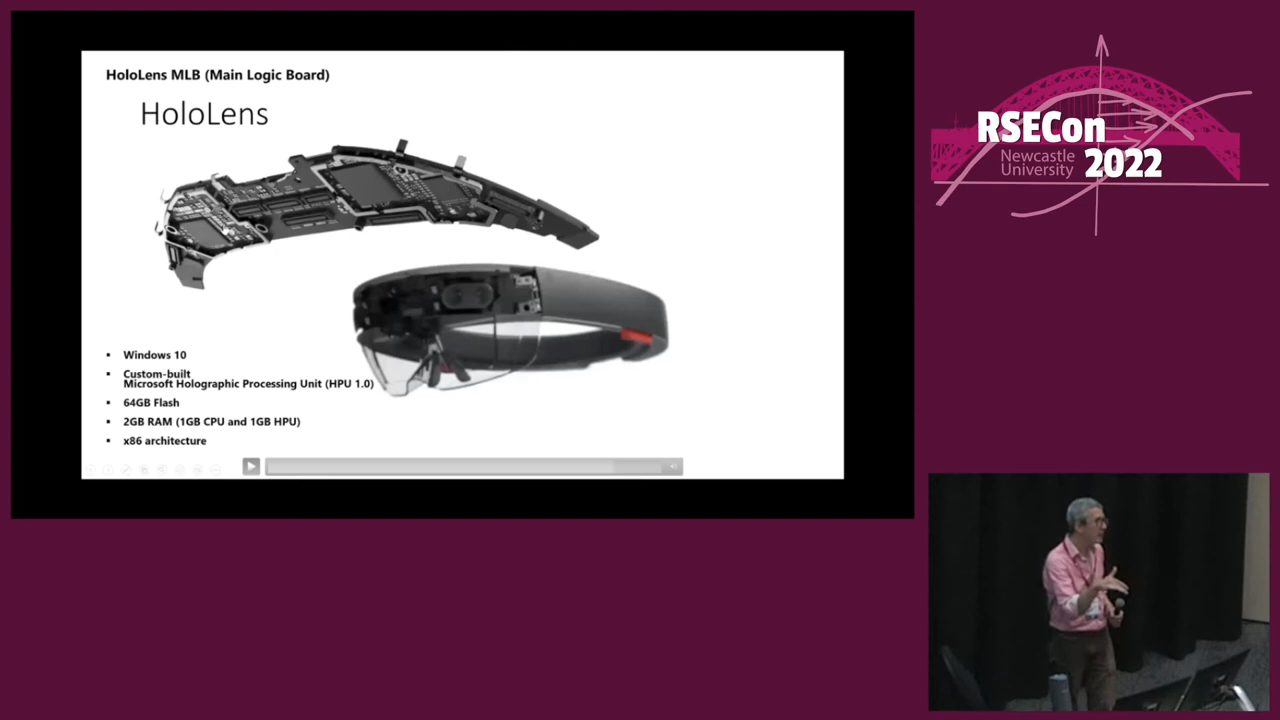 HoloLens MLB (Main Logic Board)
HoloLens
Windows 10
Custom-built
Microsoft Holographic Processing Unit (HPU 1.0)
64GB Flash
2GB RAM (1GB CPU and 1GB HPU)
x86 architecture
RSECon
Newcastle
University
2022